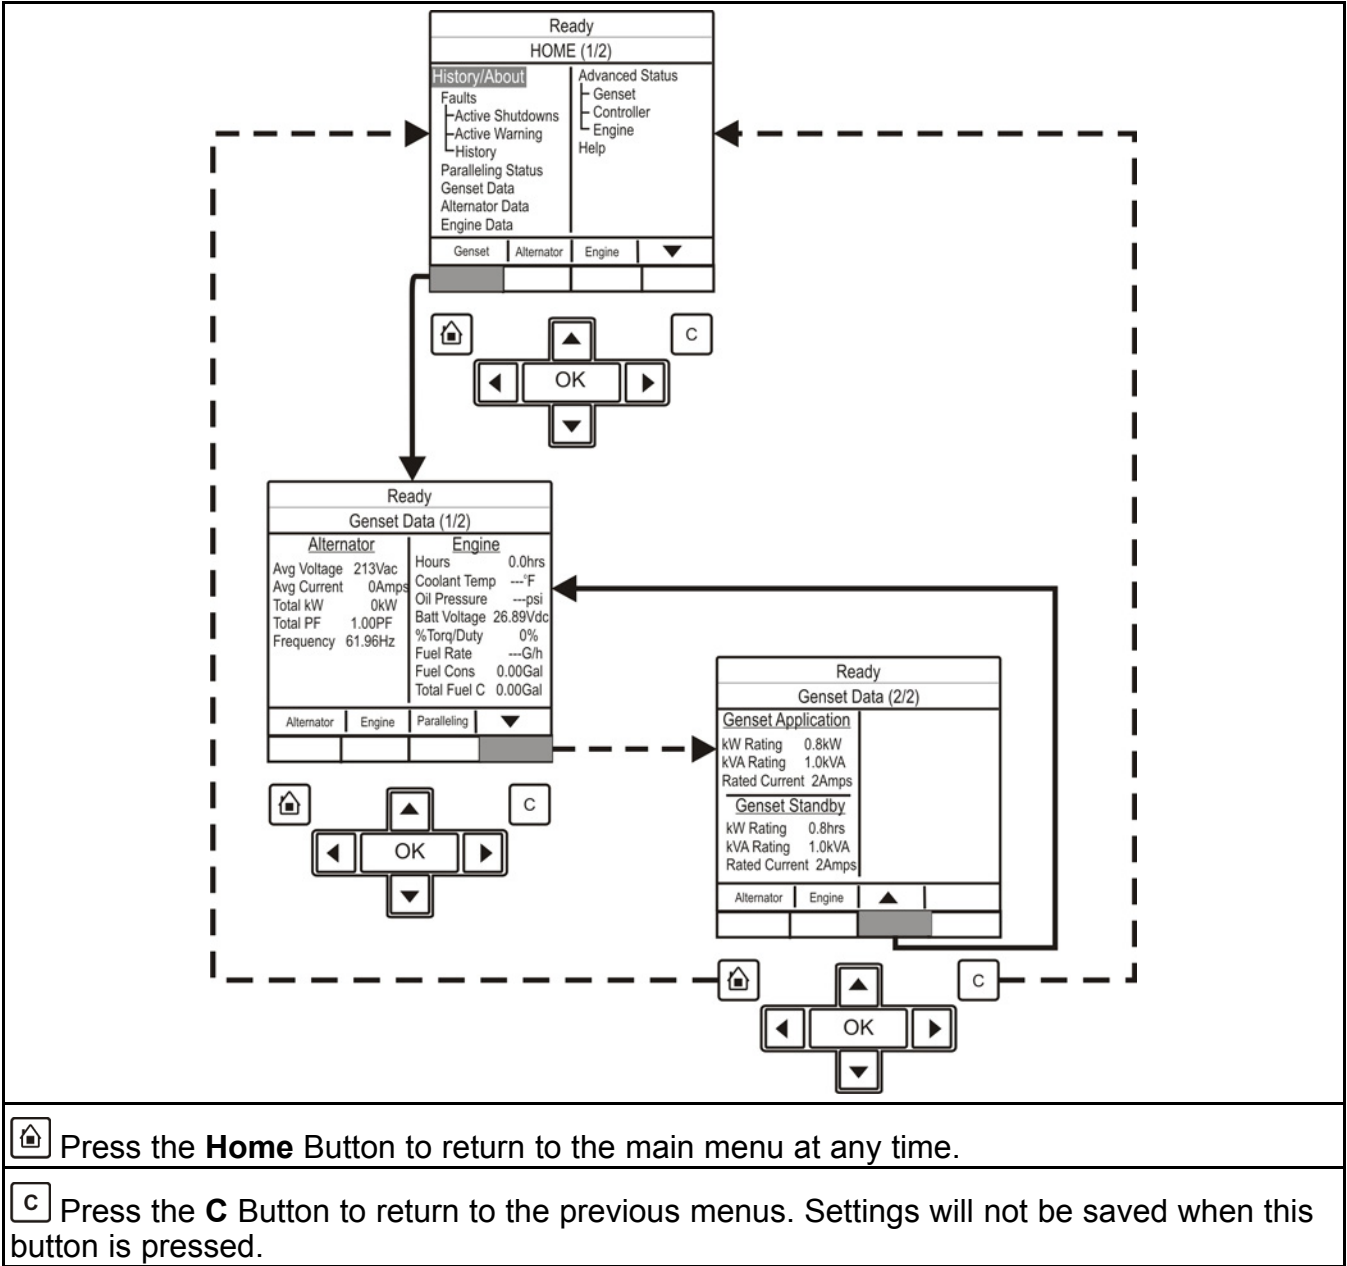 Ready
HOME (1/2)
History/About
Faults
Active Shutdowns
Active Warning
History
Paralleling Status
Genset Data
Alternator Data
Engine Data
Advanced Status
Genset
Controller
Engine
Help
Genset Alternator Engine
C
OK
Ready
Genset Data (1/2)
Alternator
Avg Voltage 213Vac
Avg Current 0Amps
Total kW 0kW
Total PF 1.00PF
Frequency 61.96Hz
Engine
Hours 0.0hrs
Coolant Temp ---°F
Oil Pressure ---psi
Batt Voltage 26.89Vdc
%Torq/Duty 0%
Fuel Rate ---G/h
Fuel Cons 0.00Gal
Total Fuel C 0.00Gal
Alternator Engine Paralleling
C
OK
Ready
Genset Data (2/2)
Genset Application
kW Rating 0.8kW
kVA Rating 1.0kVA
Rated Current 2Amps
Genset Standby
kW Rating 0.8hrs
kVA Rating 1.0kVA
Rated Current 2Amps
Alternator Engine
C
OK
Press the Home Button to return to the main menu at any time.
C Press the C Button to return to the previous menus. Settings will not be saved when this
button is pressed.